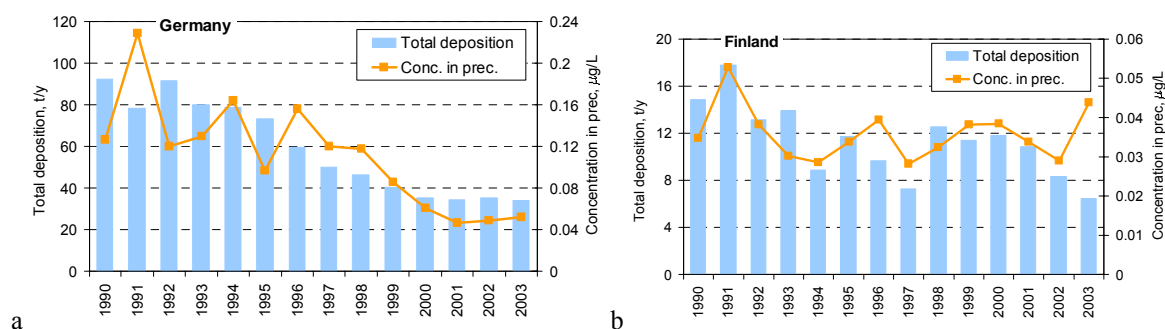 Germany
Total deposition
Conc. in prec.
Total deposition, t/y
120
100
80
60
40
20
0
Concentration in prec, µg/L
0.24
0.2
0.16
0.12
0.08
0.04
0
1990 1991 1992 1993 1994 1995 1996 1997 1998 1999 2000 2001 2002 2003
a
Finland
Total deposition
Conc. in prec.
Total deposition, t/y
20
16
12
8
4
0
Concentration in prec, µg/L
0.06
0.05
0.04
0.03
0.02
0.01
0
1990 1991 1992 1993 1994 1995 1996 1997 1998 1999 2000 2001 2002 2003
b